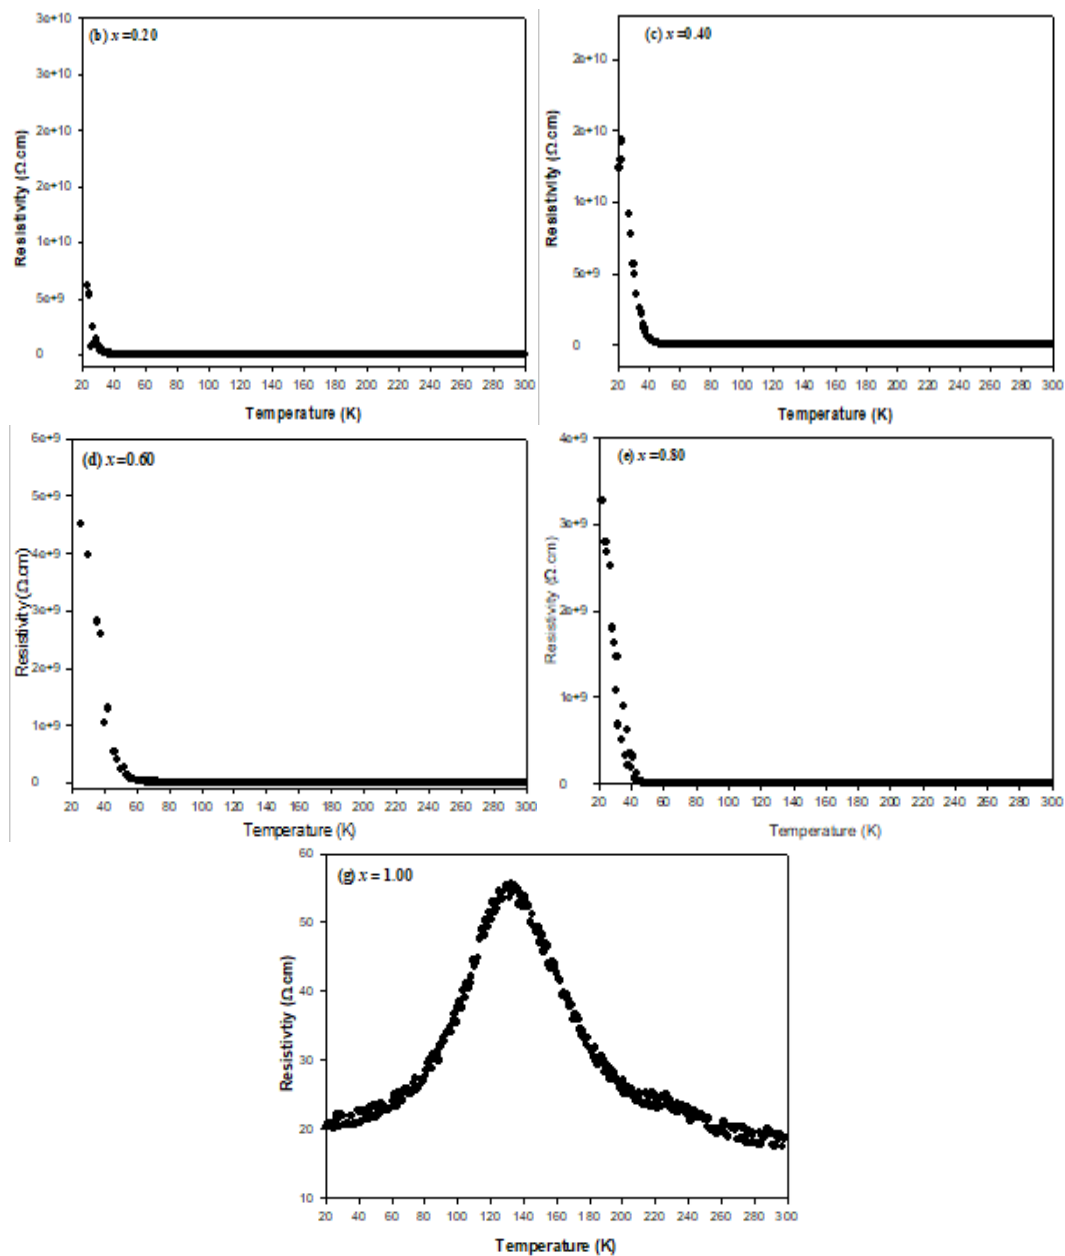 (b) x =0.20
Resistivity (Ω.cm)
3e+10
3e+10
2e+10
2e+10
1e+10
5e+9
0
20 40 60 80 100 120 140 160 180 200 220 240 260 280 300
Temperature (K)
(c) x =0.40
Resistivity (Ω.cm)
2e+10
2e+10
1e+10
5e+9
0
20 40 60 80 100 120 140 160 180 200 220 240 260 280 300
Temperature (K)
(d) x =0.60
Resistivity (Ω.cm)
6e+9
5e+9
4e+9
3e+9
2e+9
1e+9
0
20 40 60 80 100 120 140 160 180 200 220 240 260 280 300
Temperature (K)
(e) x =0.80
Resistivity (Ω.cm)
4e+9
3e+9
2e+9
1e+9
0
20 40 60 80 100 120 140 160 180 200 220 240 260 280 300
Temperature (K)
(g) x = 1.00
Resistivtiy (Ω.cm)
60
50
40
30
20
10
20 40 60 80 100 120 140 160 180 200 220 240 260 280 300
Temperature (K)